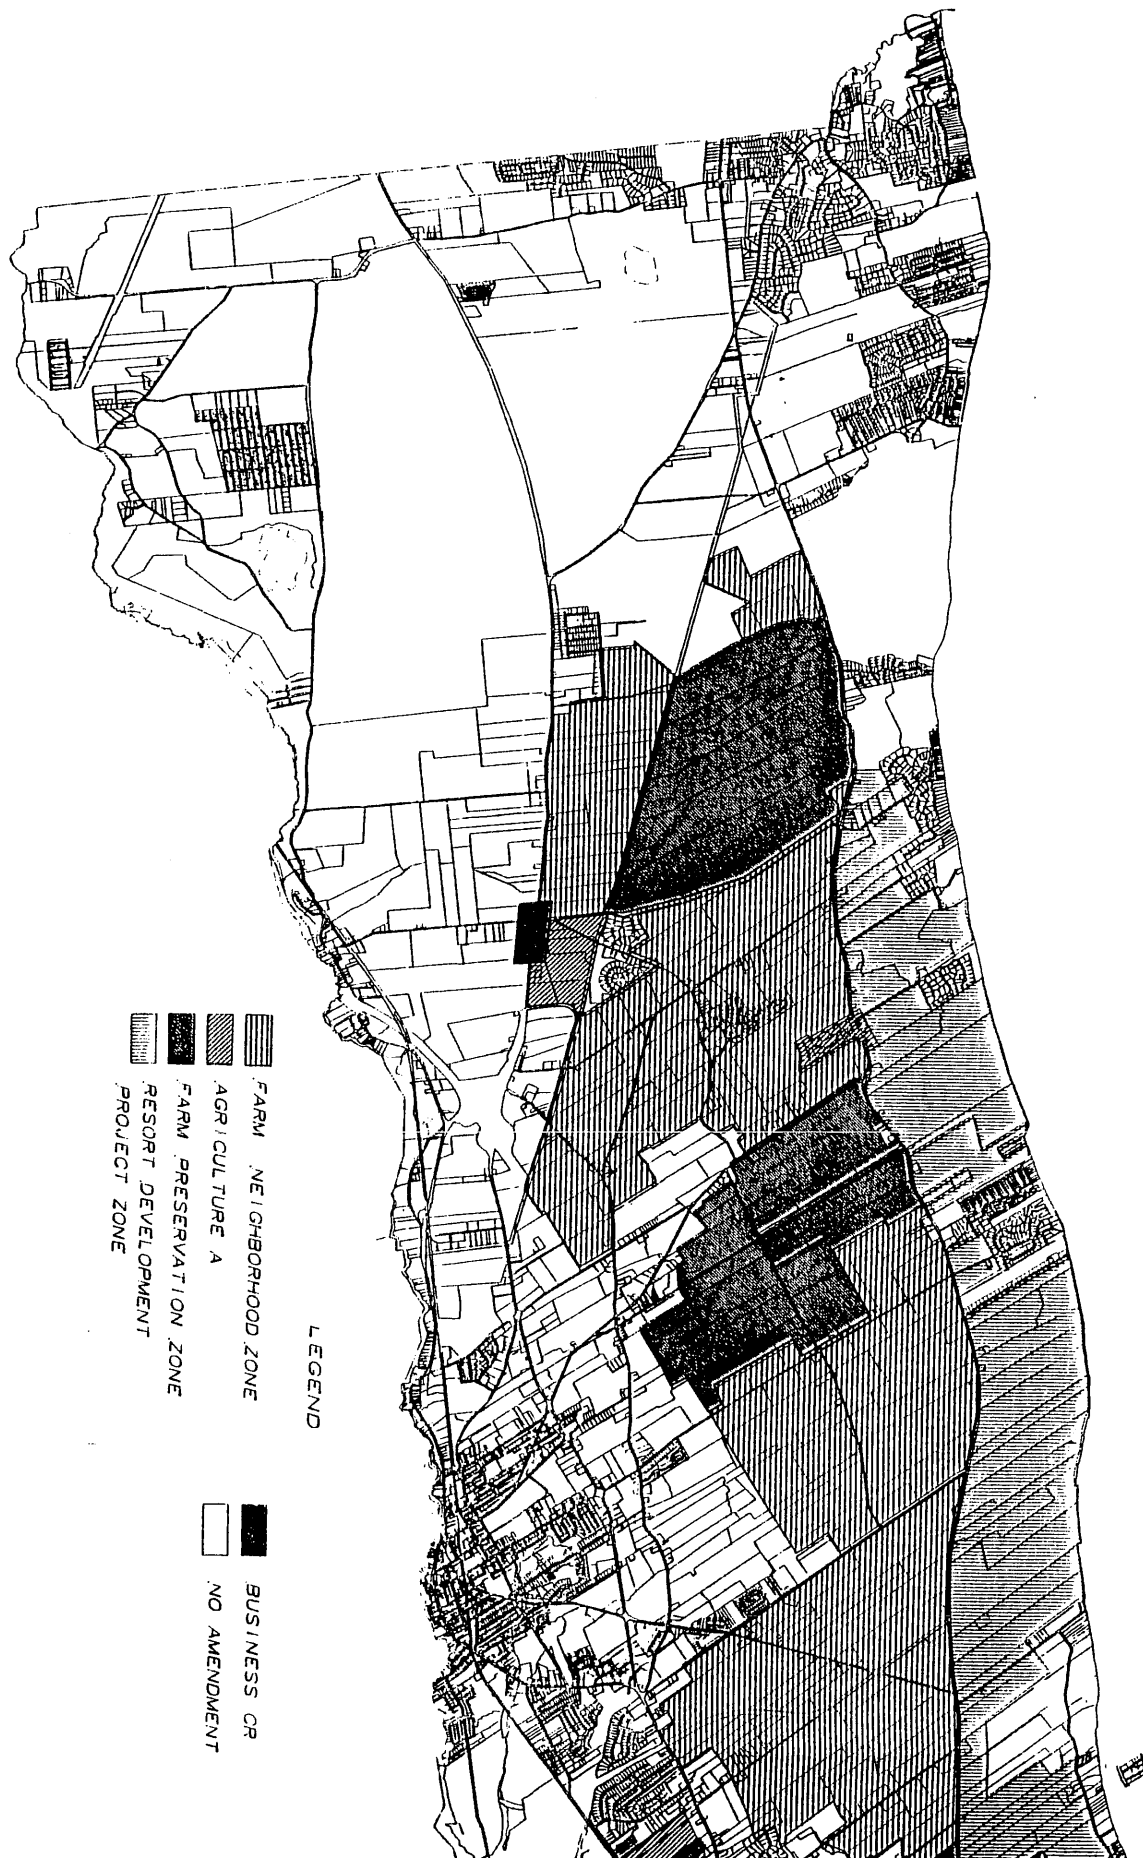 LEGEND
FARM NEIGHBORHOOD ZONE
AGRICULTURE A
FARM PRESERVATION ZONE
RESORT DEVELOPMENT
PROJECT ZONE
BUSINESS CR
NO AMENDMENT